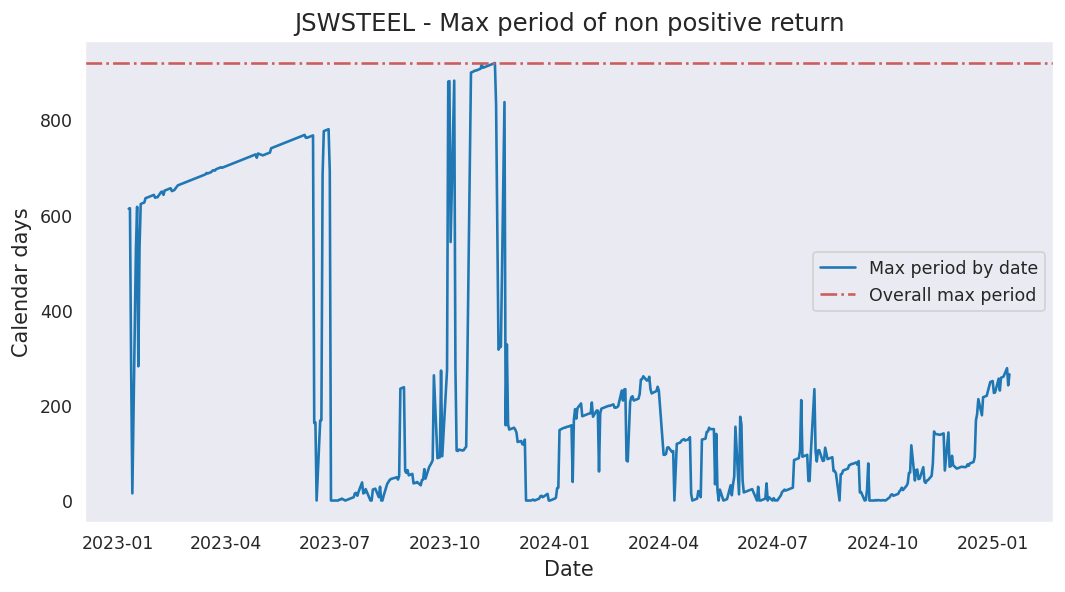 JSWSTEEL - Max period of non positive return
Calendar days
800
600
400
200
0
Max period by date
Overall max period
2023-01 2023-04 2023-07 2023-10 2024-01 2024-04 2024-07 2024-10 2025-01
Date